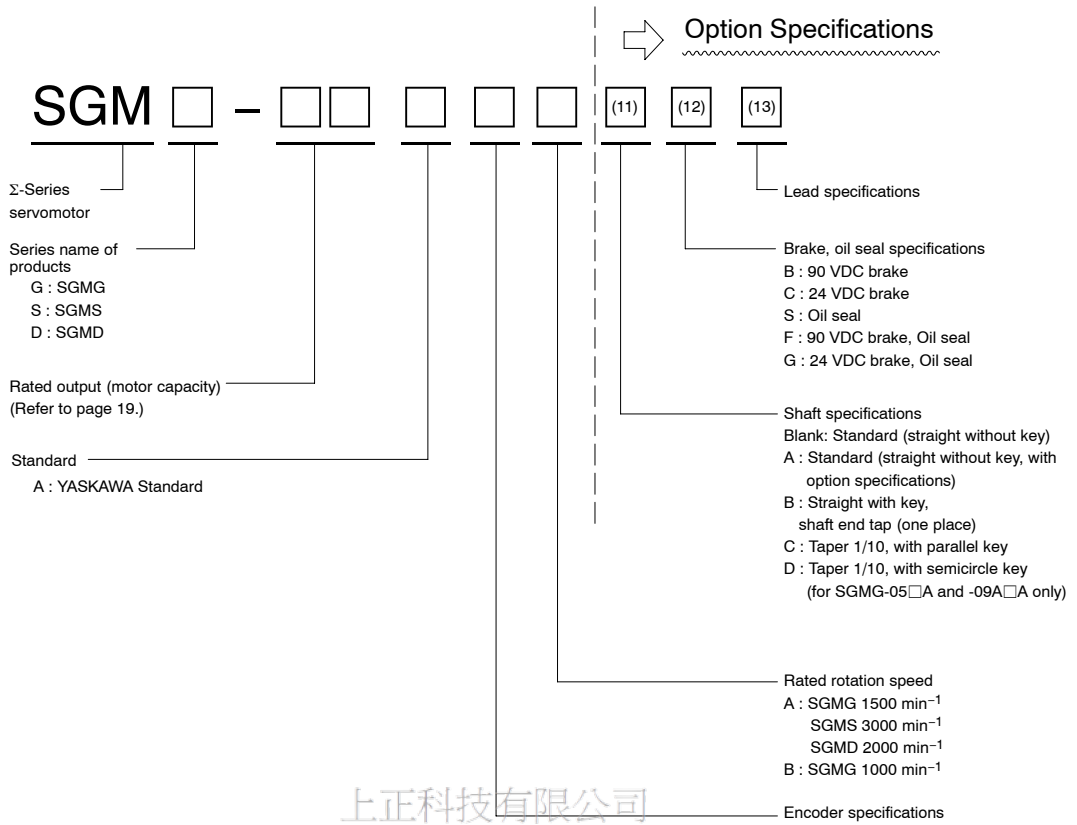 Option Specifications
SGM□ – □□ □ □ □ (11) (12) (13)
Σ-Series
servomotor
Series name of
products
G : SGMG
S : SGMS
D : SGMD
Rated output (motor capacity)
(Refer to page 19.)
Standard
A : YASKAWA Standard
Lead specifications
Brake, oil seal specifications
B : 90 VDC brake
C : 24 VDC brake
S : Oil seal
F : 90 VDC brake, Oil seal
G : 24 VDC brake, Oil seal
Shaft specifications
Blank: Standard (straight without key)
A : Standard (straight without key, with
option specifications)
B : Straight with key,
shaft end tap (one place)
C : Taper 1/10, with parallel key
D : Taper 1/10, with semicircle key
(for SGMG-05□A and -09A□A only)
Rated rotation speed
A : SGMG 1500 min⁻¹
SGMS 3000 min⁻¹
SGMD 2000 min⁻¹
B : SGMG 1000 min⁻¹
Encoder specifications
上正科技有限公司